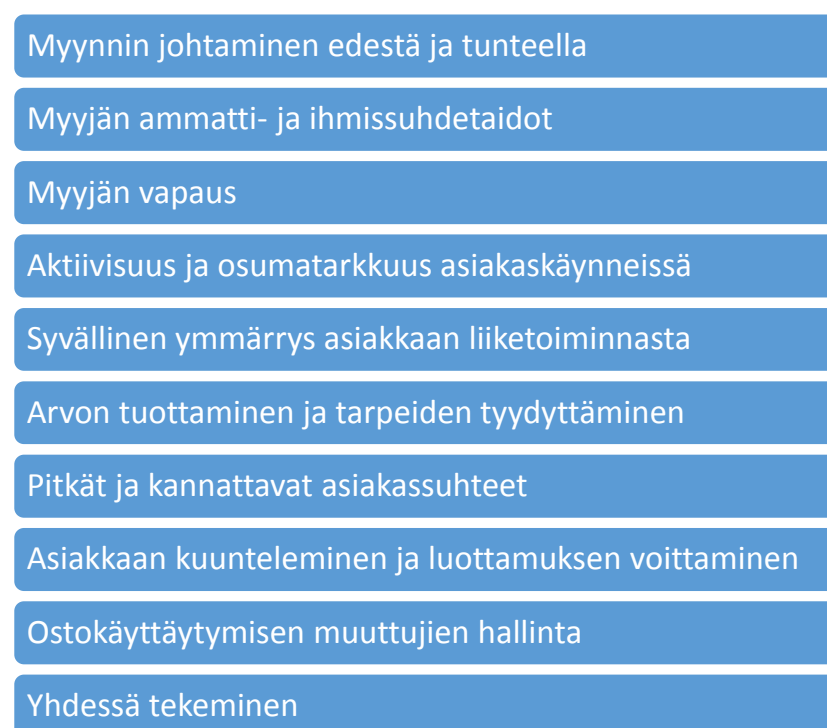 Myynnin johtaminen edestä ja tunteella
Myyjän ammatti- ja ihmissuhdetaidot
Myyjän vapaus
Aktiivisuus ja osumatarkkuus asiakaskäynneissä
Syvällinen ymmärrys asiakkaan liiketoiminnasta
Arvon tuottaminen ja tarpeiden tyydyttäminen
Pitkät ja kannattavat asiakassuhteet
Asiakkaan kuunteleminen ja luottamuksen voittaminen
Ostokäyttäytymisen muuttujien hallinta
Yhdessä tekeminen